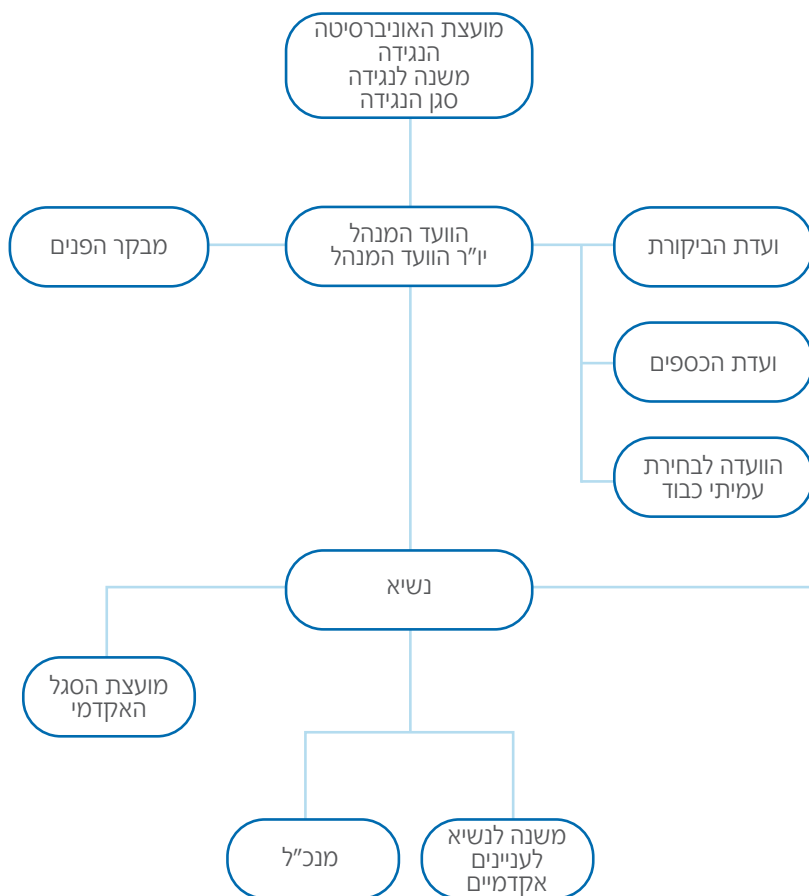 מועצת האוניברסיטה
הנגידה
משנה לנגידה
סגן הנגידה
ועדת הביקורת
הוועד המנהל
יו"ר הוועד המנהל
מבקר הפנים
ועדת הכספים
הוועדה לבחירת
עמיתי כבוד
נשיא
מועצת הסגל
האקדמי
משנה לנשיא
לעניינים
אקדמיים
מנכ"ל